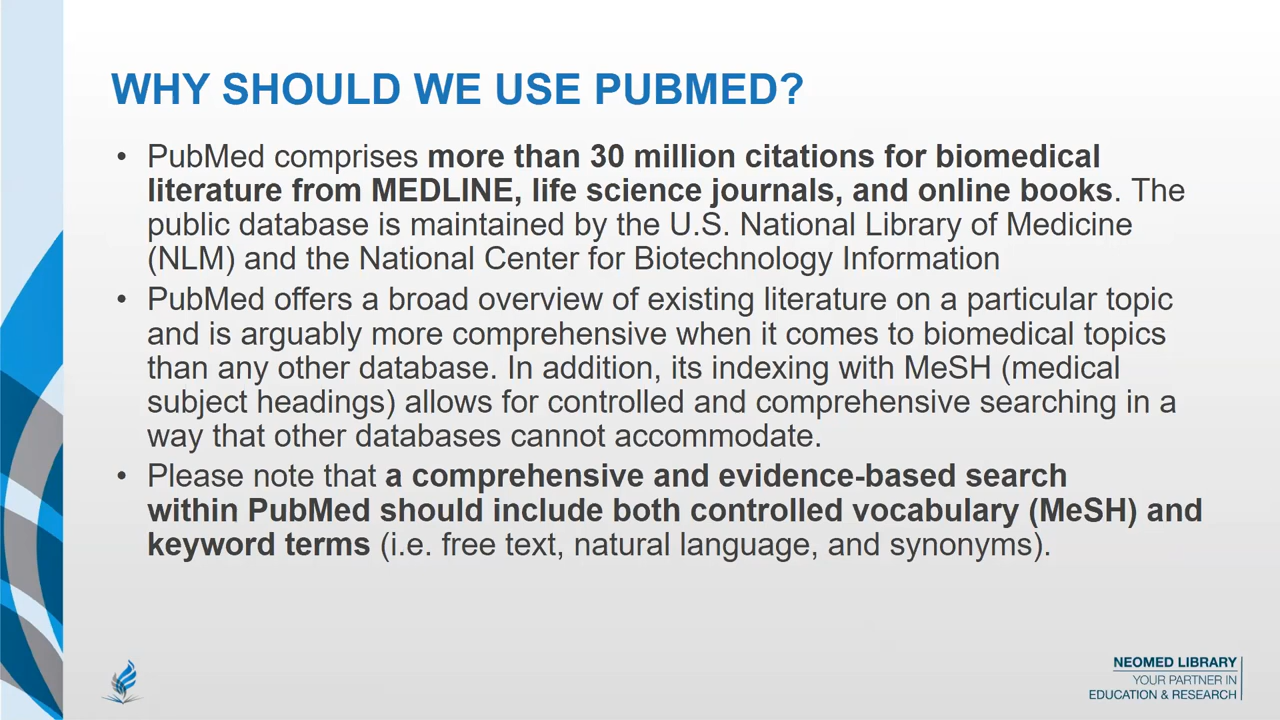 WHY SHOULD WE USE PUBMED?
• PubMed comprises more than 30 million citations for biomedical
literature from MEDLINE, life science journals, and online books. The
public database is maintained by the U.S. National Library of Medicine
(NLM) and the National Center for Biotechnology Information
• PubMed offers a broad overview of existing literature on a particular topic
and is arguably more comprehensive when it comes to biomedical topics
than any other database. In addition, its indexing with MeSH (medical
subject headings) allows for controlled and comprehensive searching in a
way that other databases cannot accommodate.
• Please note that a comprehensive and evidence-based search
within PubMed should include both controlled vocabulary (MeSH) and
keyword terms (i.e. free text, natural language, and synonyms).
NEOMED LIBRARY
YOUR PARTNER IN
EDUCATION & RESEARCH